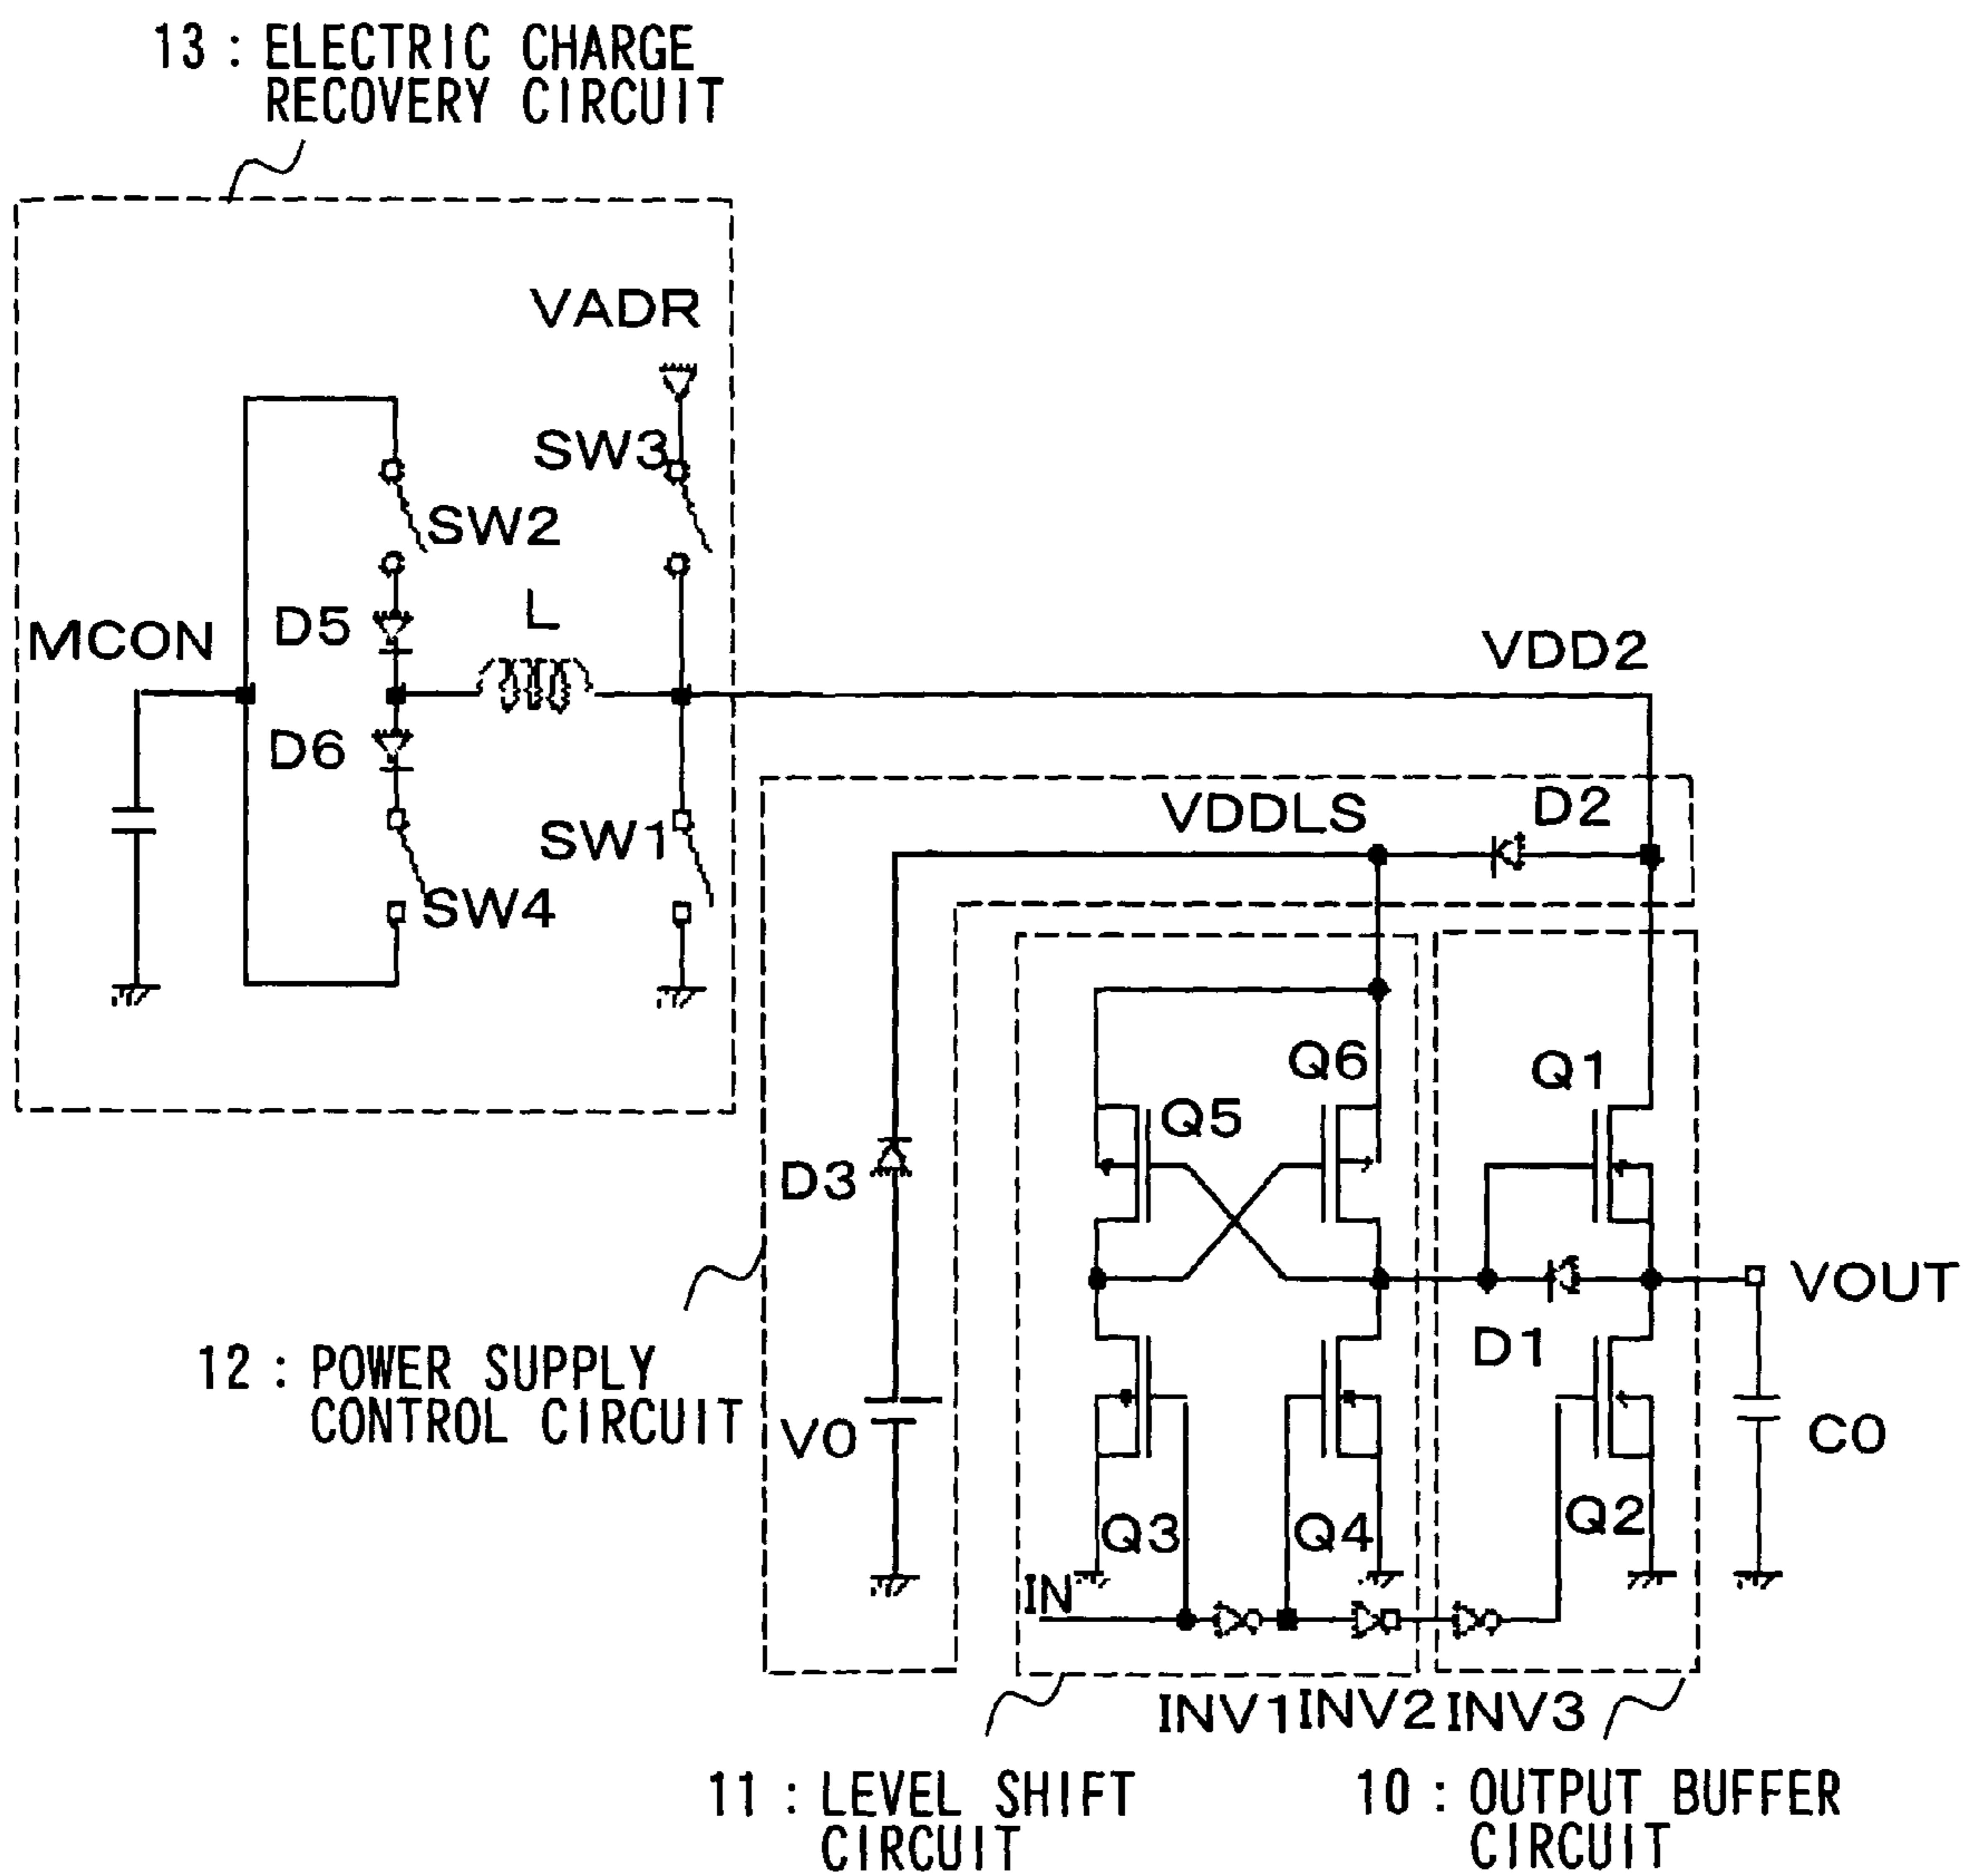 13 : ELECTRIC CHARGE
RECOVERY CIRCUIT
VADR
SW3
SW2
D5
L
MCON
VDD2
D6
VDDLS
D2
SW1
SW4
Q6
Q1
Q5
D3
VOUT
D1
12 : POWER SUPPLY
CONTROL CIRCUIT
V0
C0
Q3
Q4
Q2
IN
INV1
INV2
INV3
11 : LEVEL SHIFT
CIRCUIT
10 : OUTPUT BUFFER
CIRCUIT